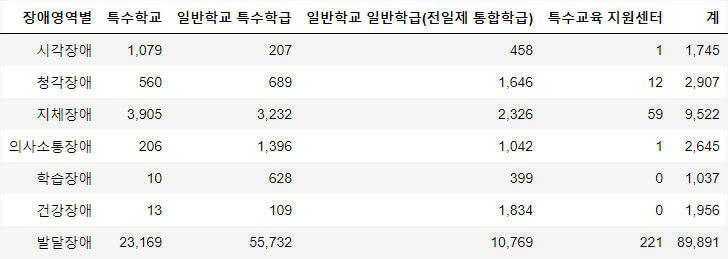 장애영역별 특수학교 일반학교 특수학급 일반학교 일반학급(전일제 통합학급) 특수교육 지원센터 계
시각장애 1,079 207 458 1 1,745
청각장애 560 689 1,646 12 2,907
지체장애 3,905 3,232 2,326 59 9,522
의사소통장애 206 1,396 1,042 1 2,645
학습장애 10 628 399 0 1,037
건강장애 13 109 1,834 0 1,956
발달장애 23,169 55,732 10,769 221 89,891